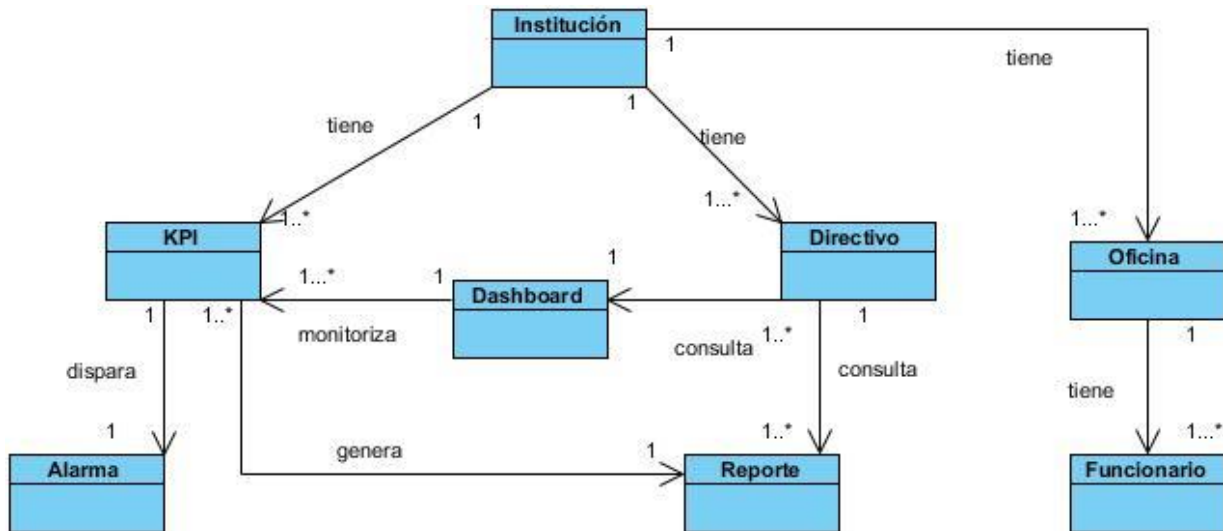 Institución
1
1
1
tiene
tiene
tiene
1..*
1...*
1...*
KPI
Directivo
Oficina
1...*
1
1
Dashboard
1
1..*
monitoriza
consulta
1..*
1
1
dispara
consulta
tiene
1
genera
1
1..*
1...*
Alarma
Reporte
Funcionario